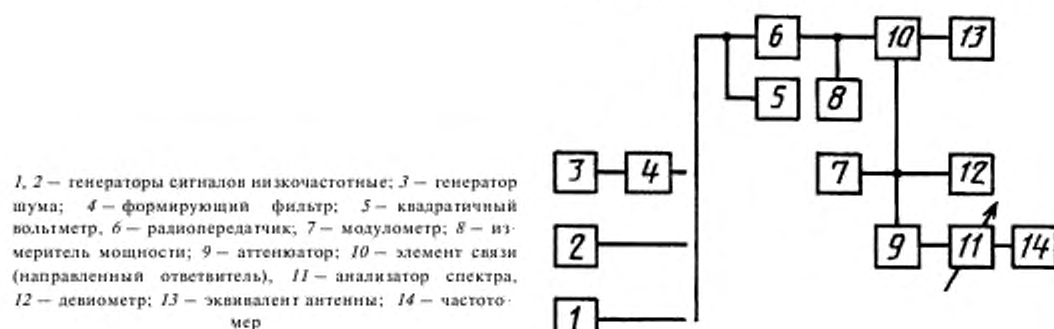 1, 2 — генераторы сигналов низкочастотные; 3 — генератор
шума; 4 — формирующий фильтр; 5 — квадратичный
вольтметр, 6 — радиопередатчик; 7 — модулометр; 8 — из-
меритель мощности; 9 — аттенюатор; 10 — элемент связи
(направленный ответвитель), 11 — анализатор спектра,
12 — девиометр; 13 — эквивалент антенны; 14 — частото-
мер
6
10
13
5
8
3
4
7
12
2
9
11
14
1